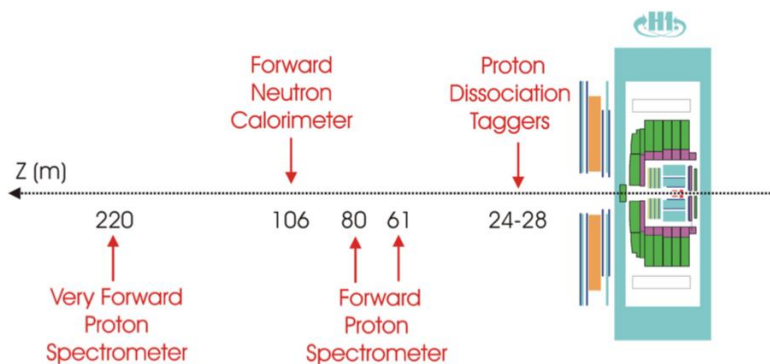 H1
Forward
Neutron
Calorimeter
Proton
Dissociation
Taggers
Z (m)
220
106
80
61
24-28
Very Forward
Proton
Spectrometer
Forward
Proton
Spectrometer